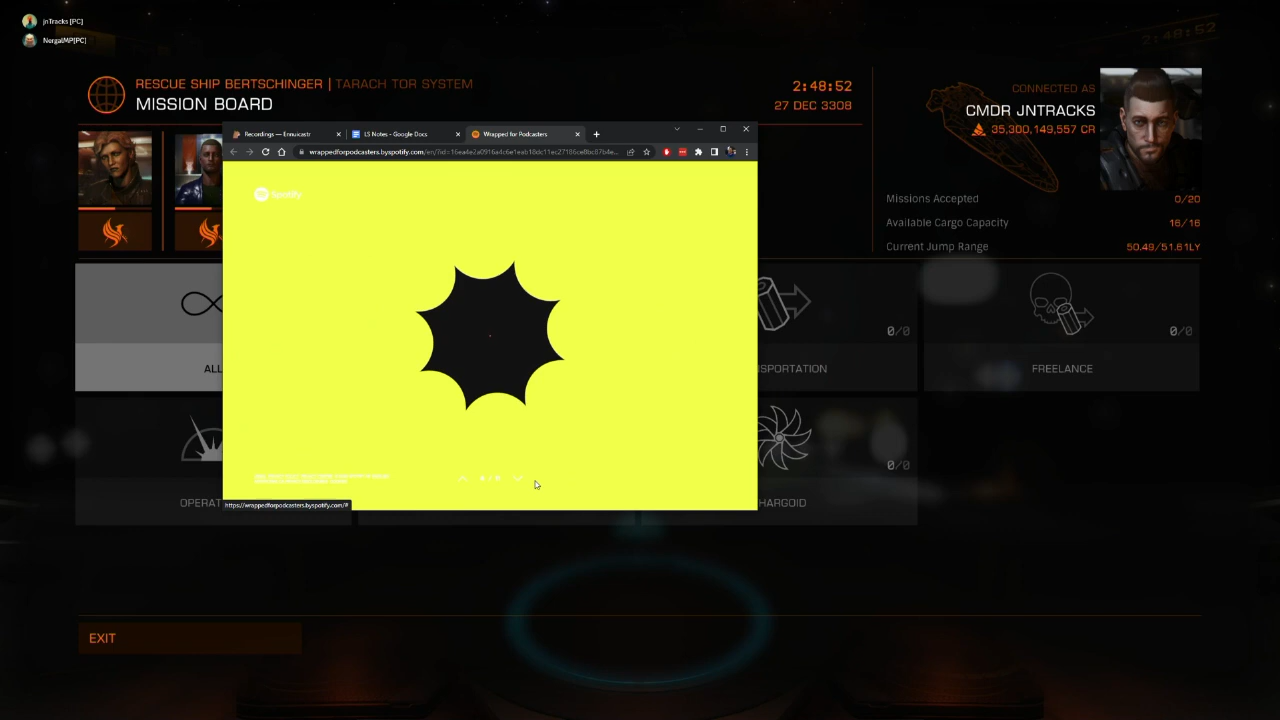 jnTracks [PC]
NergalMP[PC]
2:48:52
RESCUE SHIP BERTSCHINGER | TARACH TOR SYSTEM
MISSION BOARD
2:48:52
27 DEC 3308
CONNECTED AS
CMDR JNTRACKS
35,300,149,557 CR
Missions Accepted 0/20
Available Cargo Capacity 16/16
Current Jump Range 50.49/51.61LY
Recordings — Ennuicastr
LS Notes - Google Docs
Wrapped for Podcasters
Spotify
https://wrappedforpodcasters.byspotify.com/#
ALL
SPORTATION
0/0
FREELANCE
0/0
OPERAT
HARGOID
0/0
EXIT